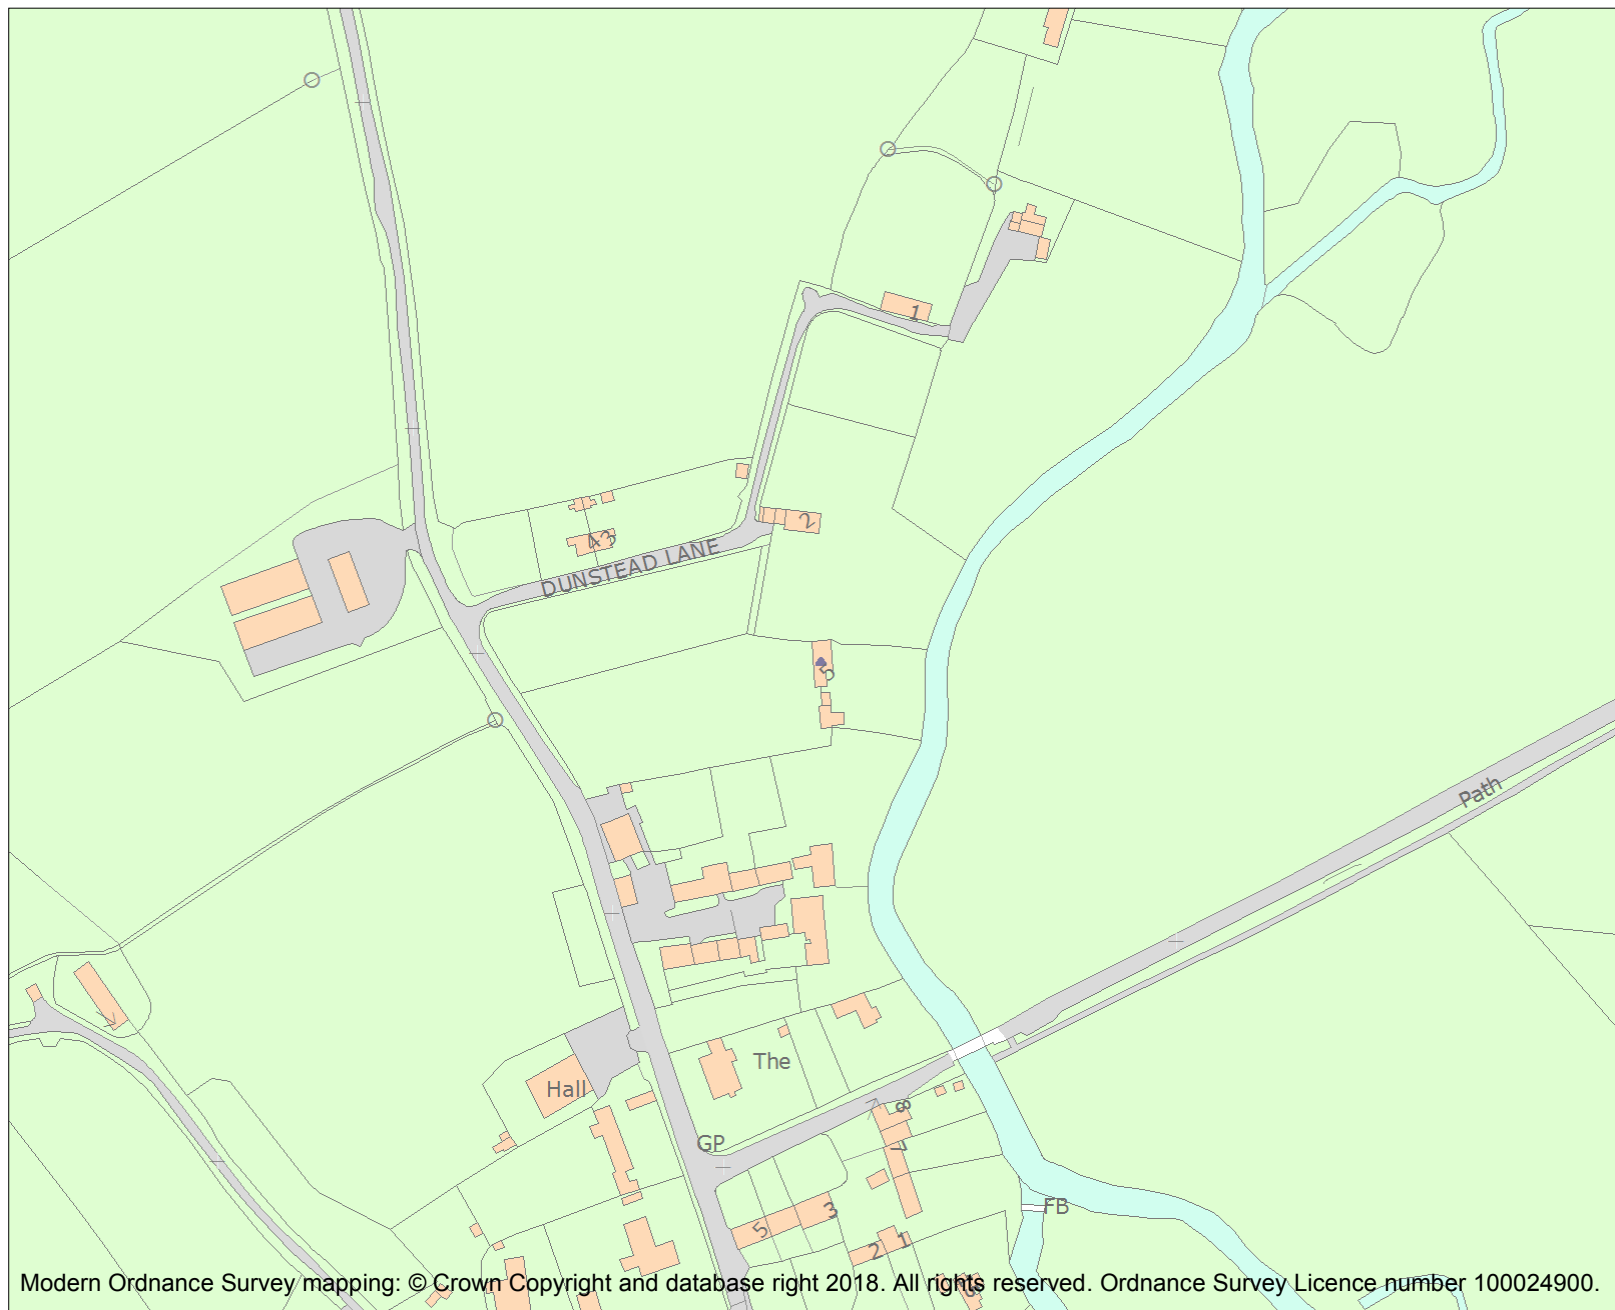 1
2
43
DUNSTEAD LANE
5
Path
The
Hall
8
GP
7
3
5
FB
1
2
Modern Ordnance Survey mapping: © Crown Copyright and database right 2018. All rights reserved. Ordnance Survey Licence number 100024900.